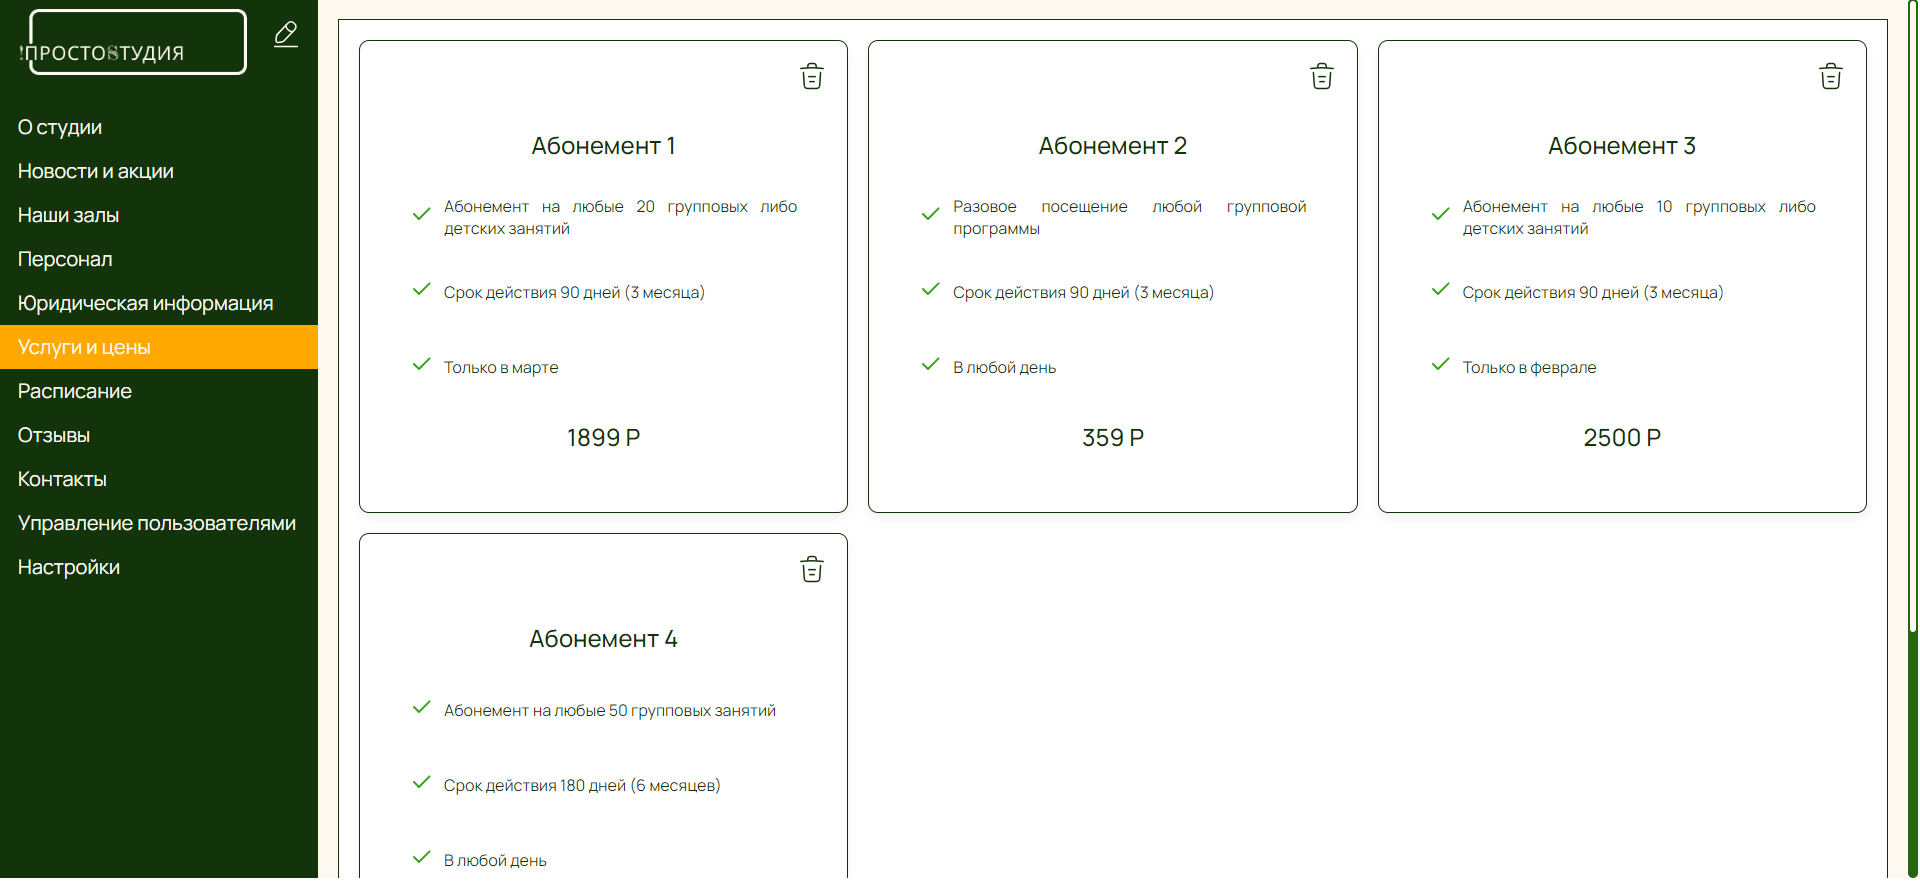 !ПРОСТОSТУДИЯ
О студии
Новости и акции
Наши залы
Персонал
Юридическая информация
Услуги и цены
Расписание
Отзывы
Контакты
Управление пользователями
Настройки
Абонемент 1
Абонемент на любые 20 групповых либо
детских занятий
Срок действия 90 дней (3 месяца)
Только в марте
1899 Р
Абонемент 2
Разовое посещение любой групповой
программы
Срок действия 90 дней (3 месяца)
В любой день
359 Р
Абонемент 3
Абонемент на любые 10 групповых либо
детских занятий
Срок действия 90 дней (3 месяца)
Только в феврале
2500 Р
Абонемент 4
Абонемент на любые 50 групповых занятий
Срок действия 180 дней (6 месяцев)
В любой день